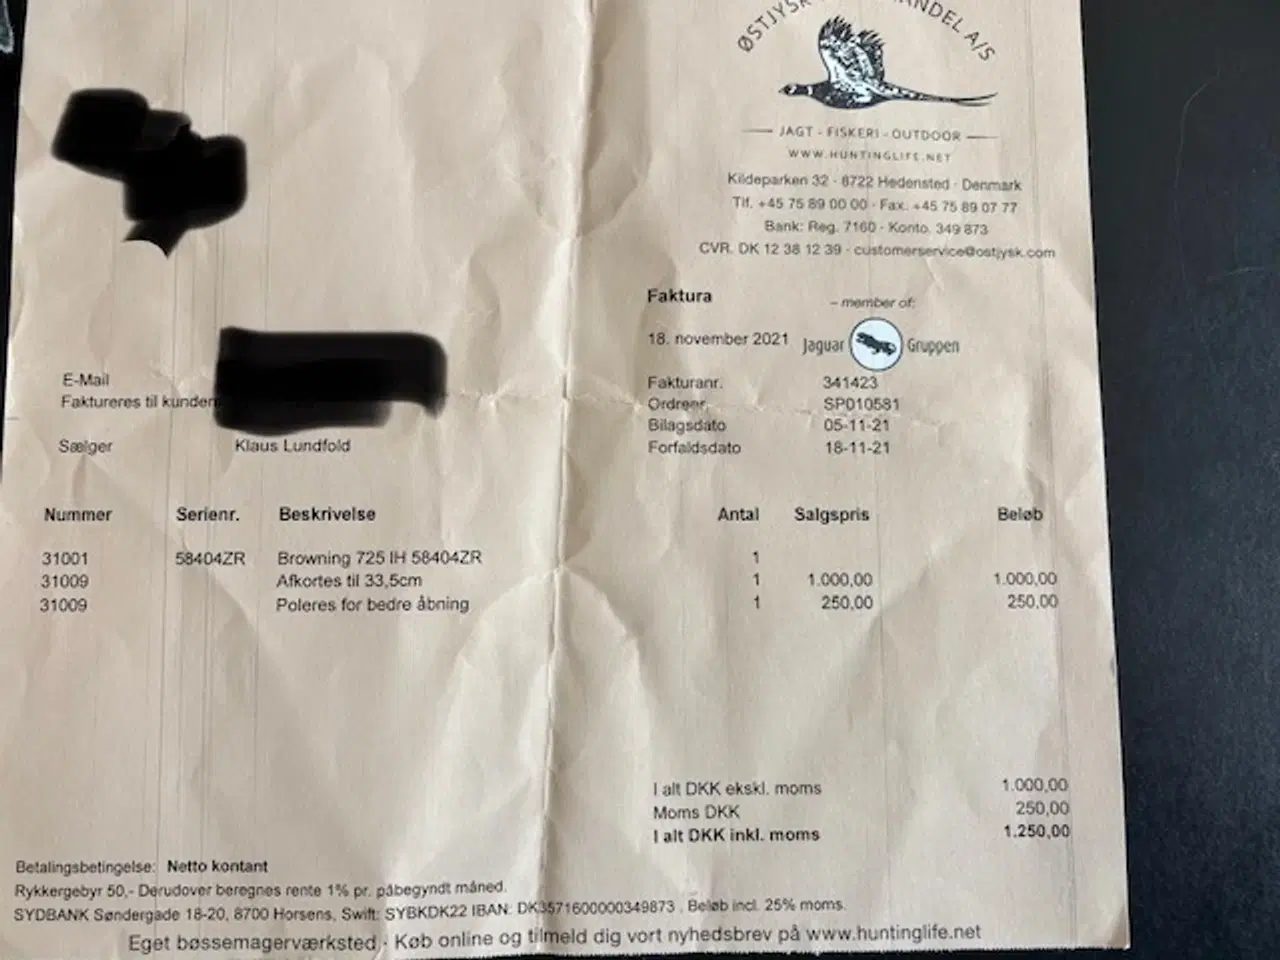 ØSTJYSK HANDEL A/S
JAGT - FISKERI - OUTDOOR
WWW.HUNTINGLIFE.NET
Kildeparken 32 · 8722 Hedensted · Denmark
Tlf. +45 75 89 00 00 · Fax. +45 75 89 07 77
Bank: Reg. 7160 · Konto. 349 873
CVR. DK 12 38 12 39 · customerservice@ostjysk.com
Faktura
– member of:
18. november 2021
Jaguar Gruppen
E-Mail
Faktureres til kunden
Sælger Klaus Lundfold
Fakturanr. 341423
Ordrenr. SP010581
Bilagsdato 05-11-21
Forfaldsdato 18-11-21
Nummer Serienr. Beskrivelse Antal Salgspris Beløb
31001 58404ZR Browning 725 IH 58404ZR 1
31009 Afkortes til 33,5cm 1 1.000,00 1.000,00
31009 Poleres for bedre åbning 1 250,00 250,00
I alt DKK ekskl. moms 1.000,00
Moms DKK 250,00
I alt DKK inkl. moms 1.250,00
Betalingsbetingelse: Netto kontant
Rykkergebyr 50,- Derudover beregnes rente 1% pr. påbegyndt måned.
SYDBANK Søndergade 18-20, 8700 Horsens, Swift: SYBKDK22 IBAN: DK3571600000349873 . Beløb incl. 25% moms.
Eget bøssemagerværksted · Køb online og tilmeld dig vort nyhedsbrev på www.huntinglife.net